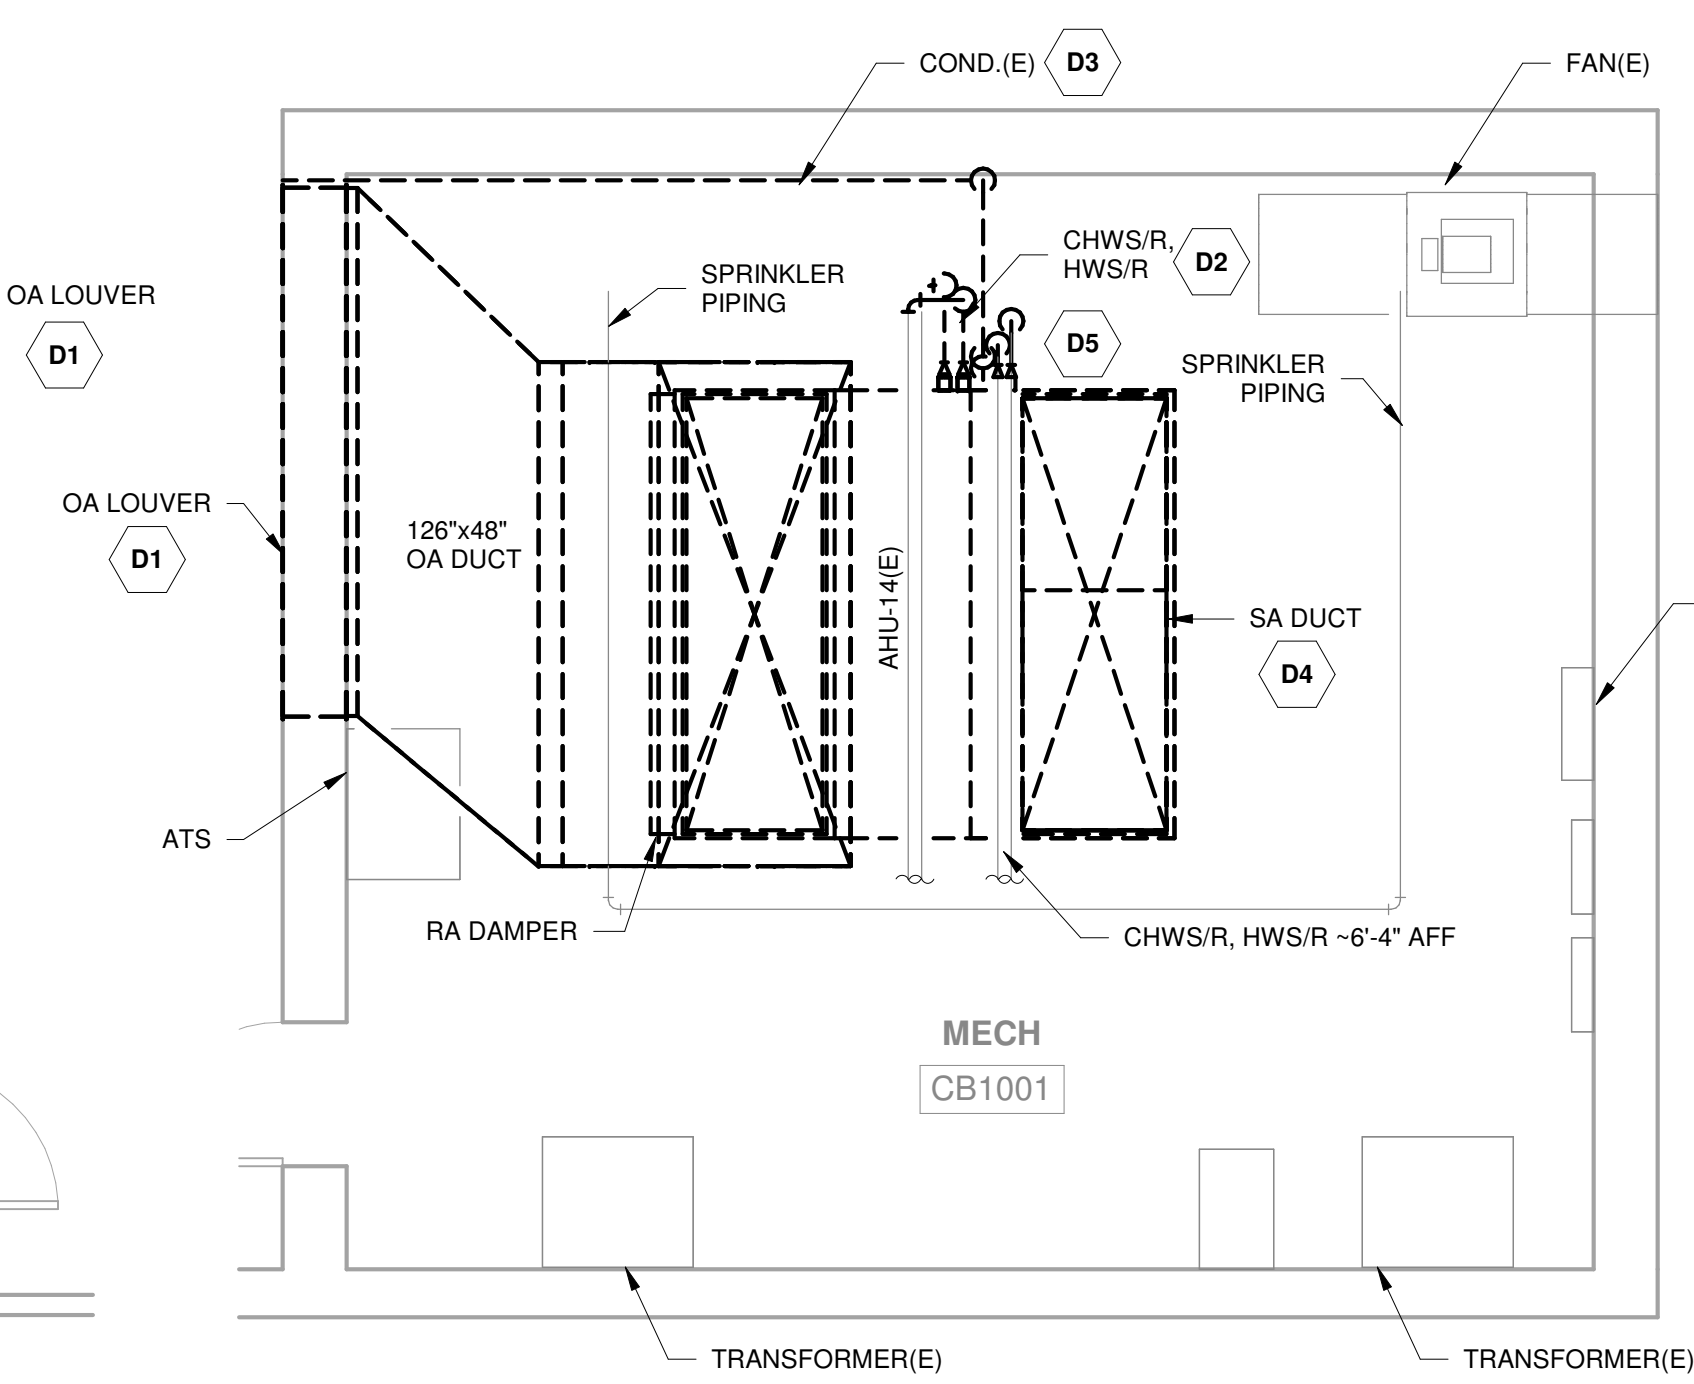 COND.(E)
D3
FAN(E)
CHWS/R,
HWS/R
D2
SPRINKLER
PIPING
OA LOUVER
D1
D5
SPRINKLER
PIPING
OA LOUVER
D1
126"x48"
OA DUCT
AHU-14(E)
SA DUCT
D4
ATS
RA DAMPER
CHWS/R, HWS/R ~6'-4" AFF
MECH
CB1001
TRANSFORMER(E)
TRANSFORMER(E)